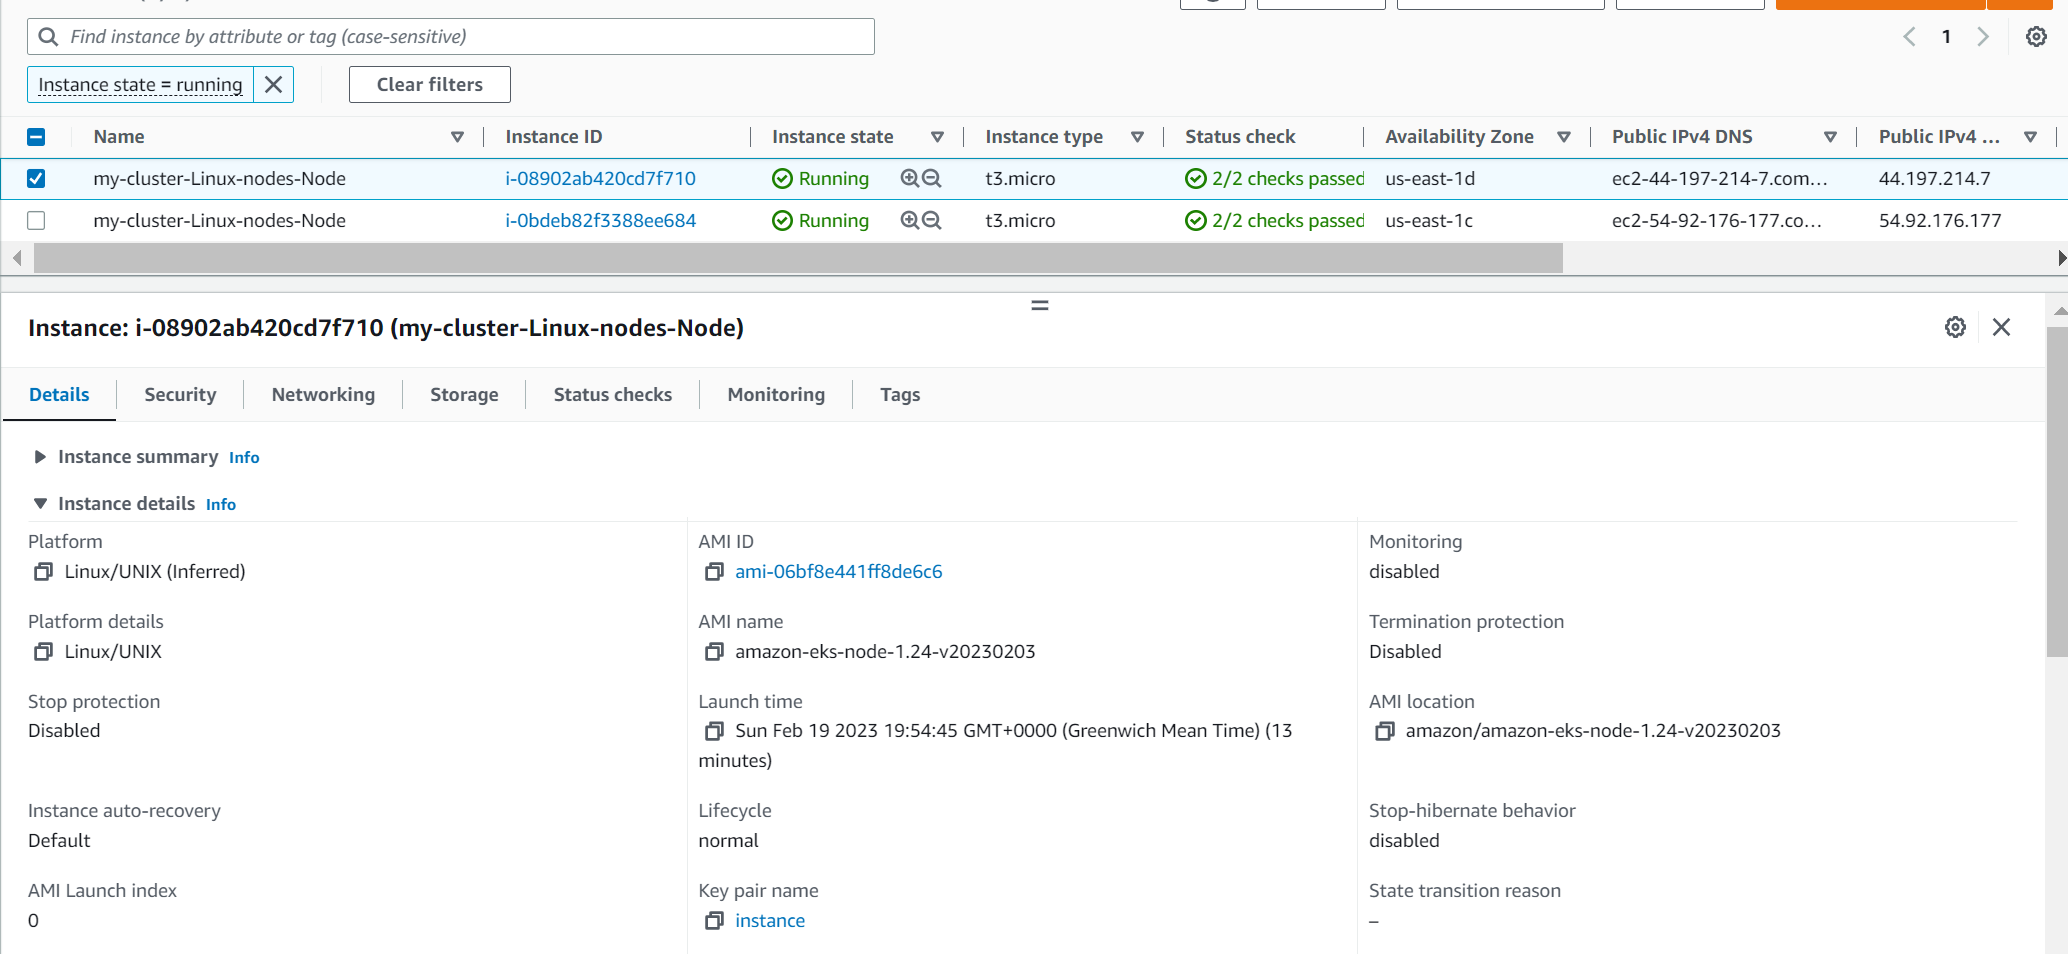 Find instance by attribute or tag (case-sensitive)
1
Instance state = running
Clear filters
Name Instance ID Instance state Instance type Status check Availability Zone Public IPv4 DNS Public IPv4 ...
my-cluster-Linux-nodes-Node i-08902ab420cd7f710 Running t3.micro 2/2 checks passed us-east-1d ec2-44-197-214-7.com... 44.197.214.7
my-cluster-Linux-nodes-Node i-0bdeb82f3388ee684 Running t3.micro 2/2 checks passed us-east-1c ec2-54-92-176-177.co... 54.92.176.177
Instance: i-08902ab420cd7f710 (my-cluster-Linux-nodes-Node)
Details Security Networking Storage Status checks Monitoring Tags
Instance summary Info
Instance details Info
Platform
Linux/UNIX (Inferred)
AMI ID
ami-06bf8e441ff8de6c6
Monitoring
disabled
Platform details
Linux/UNIX
AMI name
amazon-eks-node-1.24-v20230203
Termination protection
Disabled
Stop protection
Disabled
Launch time
Sun Feb 19 2023 19:54:45 GMT+0000 (Greenwich Mean Time) (13
minutes)
AMI location
amazon/amazon-eks-node-1.24-v20230203
Instance auto-recovery
Default
Lifecycle
normal
Stop-hibernate behavior
disabled
AMI Launch index
0
Key pair name
instance
State transition reason
–